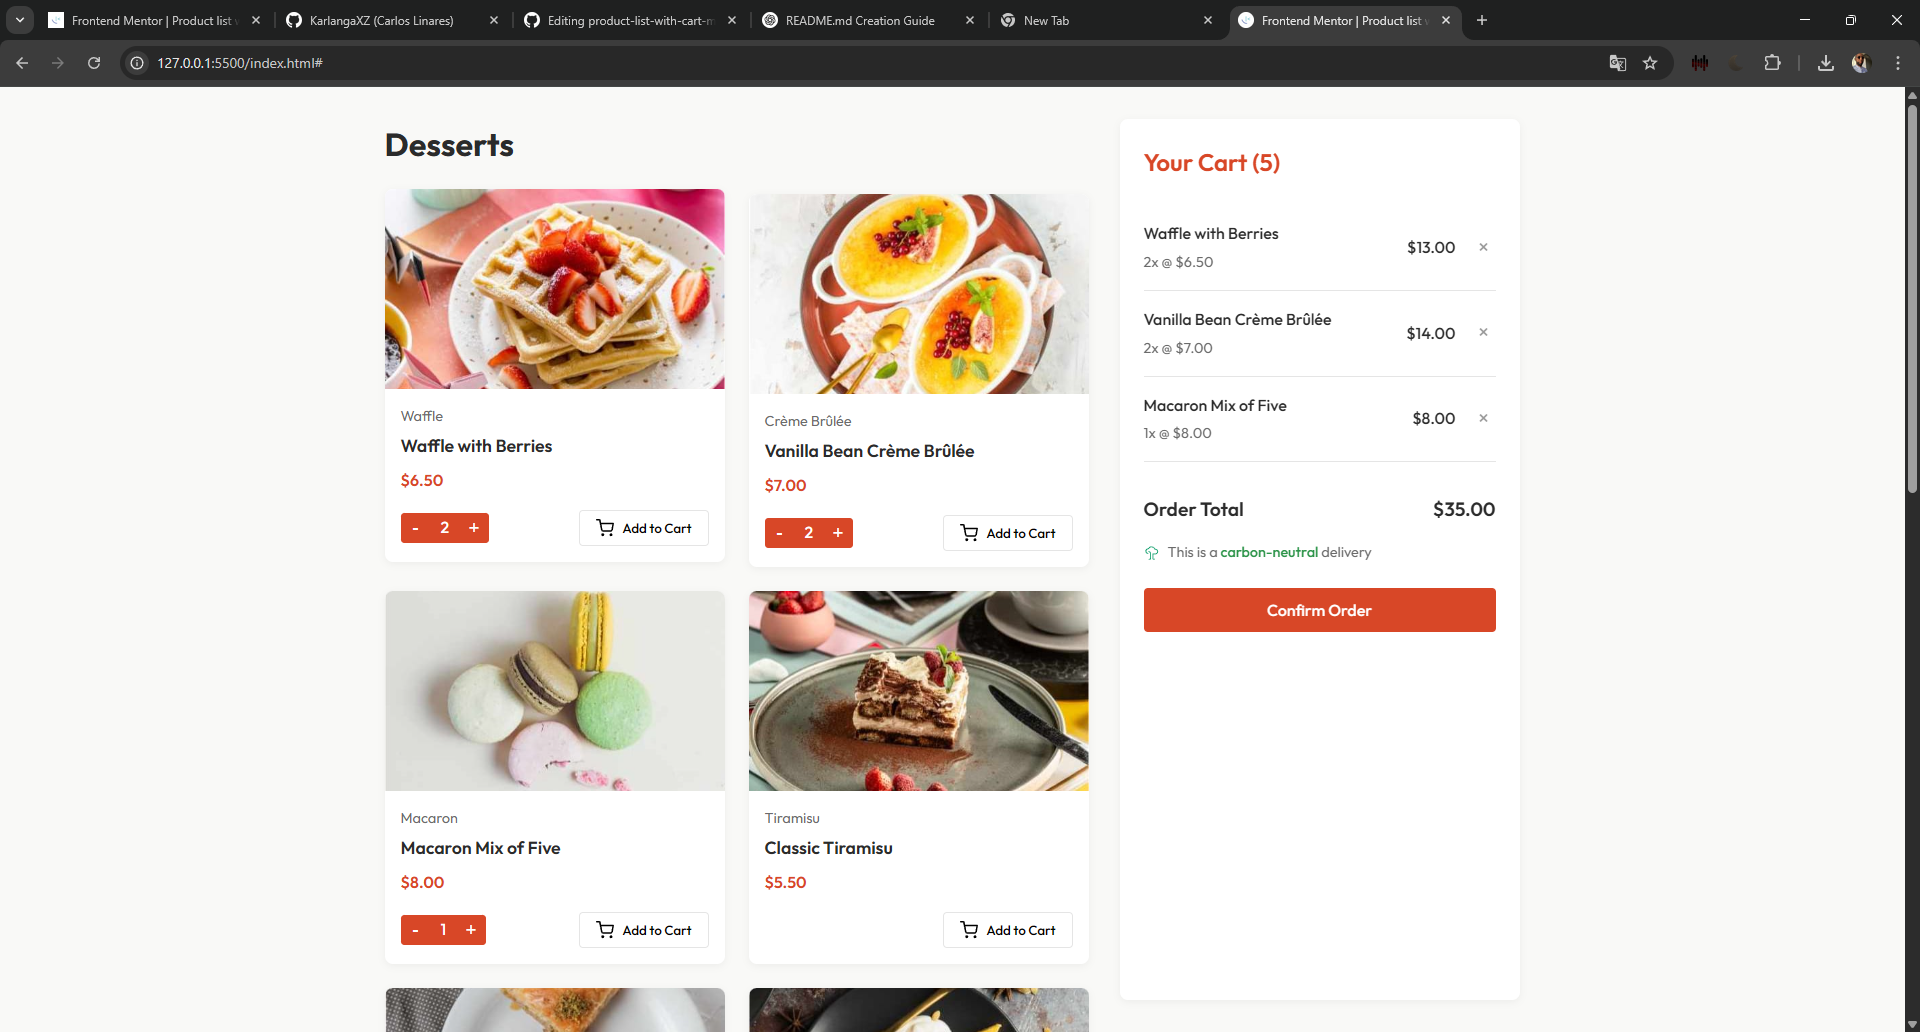 Frontend Mentor | Product list
KarlangaXZ (Carlos Linares)
Editing product-list-with-cart-m
README.md Creation Guide
New Tab
Frontend Mentor | Product list
127.0.0.1:5500/index.html#
Desserts
Waffle
Waffle with Berries
$6.50
- 2 +
Add to Cart
Crème Brûlée
Vanilla Bean Crème Brûlée
$7.00
- 2 +
Add to Cart
Macaron
Macaron Mix of Five
$8.00
- 1 +
Add to Cart
Tiramisu
Classic Tiramisu
$5.50
Add to Cart
Your Cart (5)
Waffle with Berries
2x @ $6.50
$13.00 ×
Vanilla Bean Crème Brûlée
2x @ $7.00
$14.00 ×
Macaron Mix of Five
1x @ $8.00
$8.00 ×
Order Total $35.00
This is a carbon-neutral delivery
Confirm Order